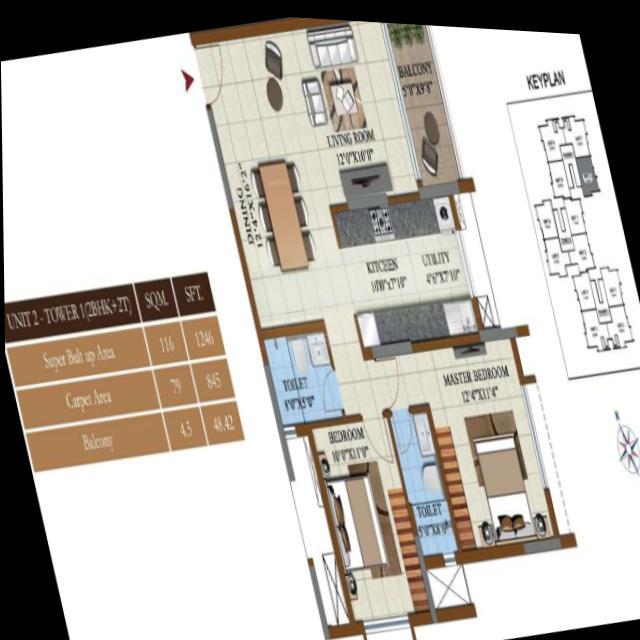 BALCONY
5'0"X9'8"
KEYPLAN
LIVING ROOM
12'0"X10'0"
DINING
12'4"X16'2"
KITCHEN
10'0"x7'10"
UTILITY
4'6"X7'10"
UNIT 2 - TOWER 1(2BHK+2T) SQM. SFT.
Super Built up Area 116 1246
Carpet Area 79 845
Balcony 4.5 48.42
TOILET
8'0"X5'0"
MASTER BEDROOM
12'4"X11'4"
BEDROOM
10'0"X11'0"
TOILET
5'0"X8'0"